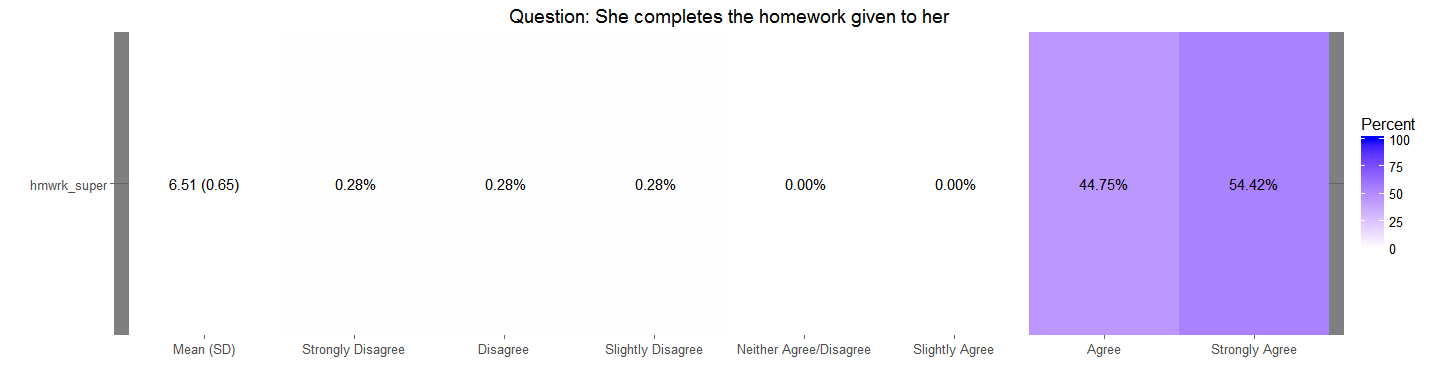 Question: She completes the homework given to her
Percent
100
75
50
25
0
hmwrk_super
6.51 (0.65)
0.28%
0.28%
0.28%
0.00%
0.00%
44.75%
54.42%
Mean (SD)
Strongly Disagree
Disagree
Slightly Disagree
Neither Agree/Disagree
Slightly Agree
Agree
Strongly Agree